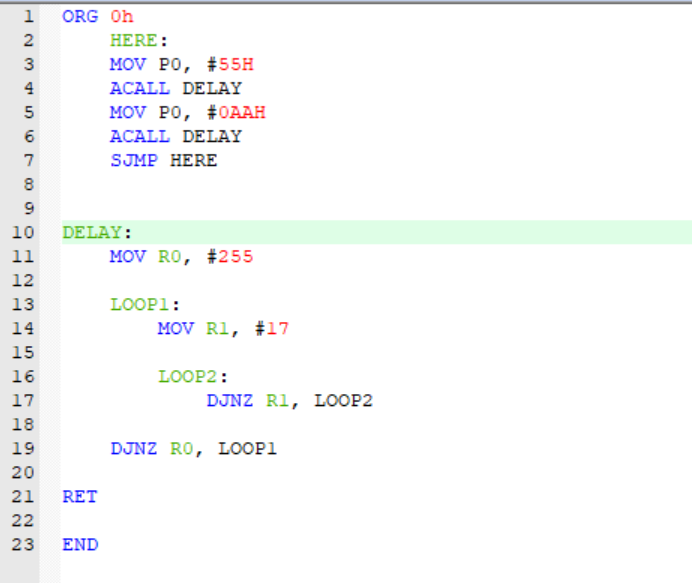 1 ORG 0h
2 HERE:
3 MOV P0, #55H
4 ACALL DELAY
5 MOV P0, #0AAH
6 ACALL DELAY
7 SJMP HERE
8
9
10 DELAY:
11 MOV R0, #255
12
13 LOOP1:
14 MOV R1, #17
15
16 LOOP2:
17 DJNZ R1, LOOP2
18
19 DJNZ R0, LOOP1
20
21 RET
22
23 END